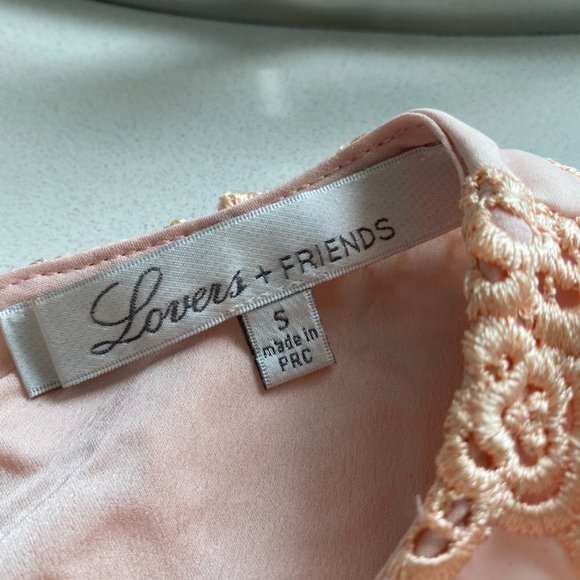 Lovers + FRIENDS
S
made in
PRC